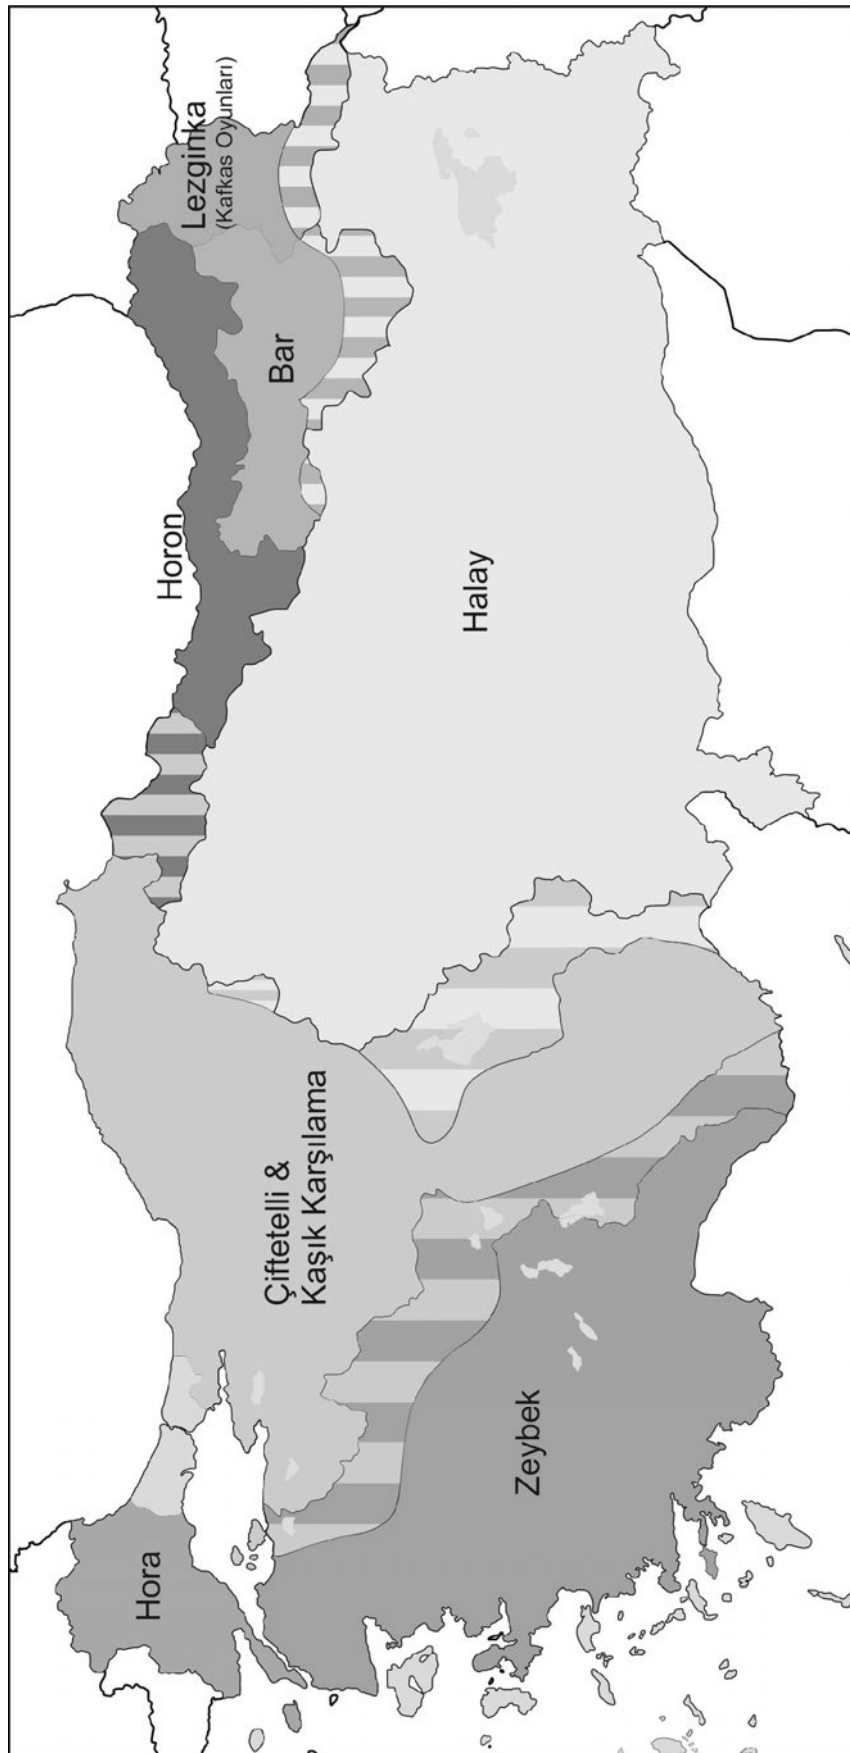 Hora
Zeybek
Çiftetelli &
Kaşık Karşılama
Horon
Halay
Bar
Lezginka
(Kafkas Oyunları)